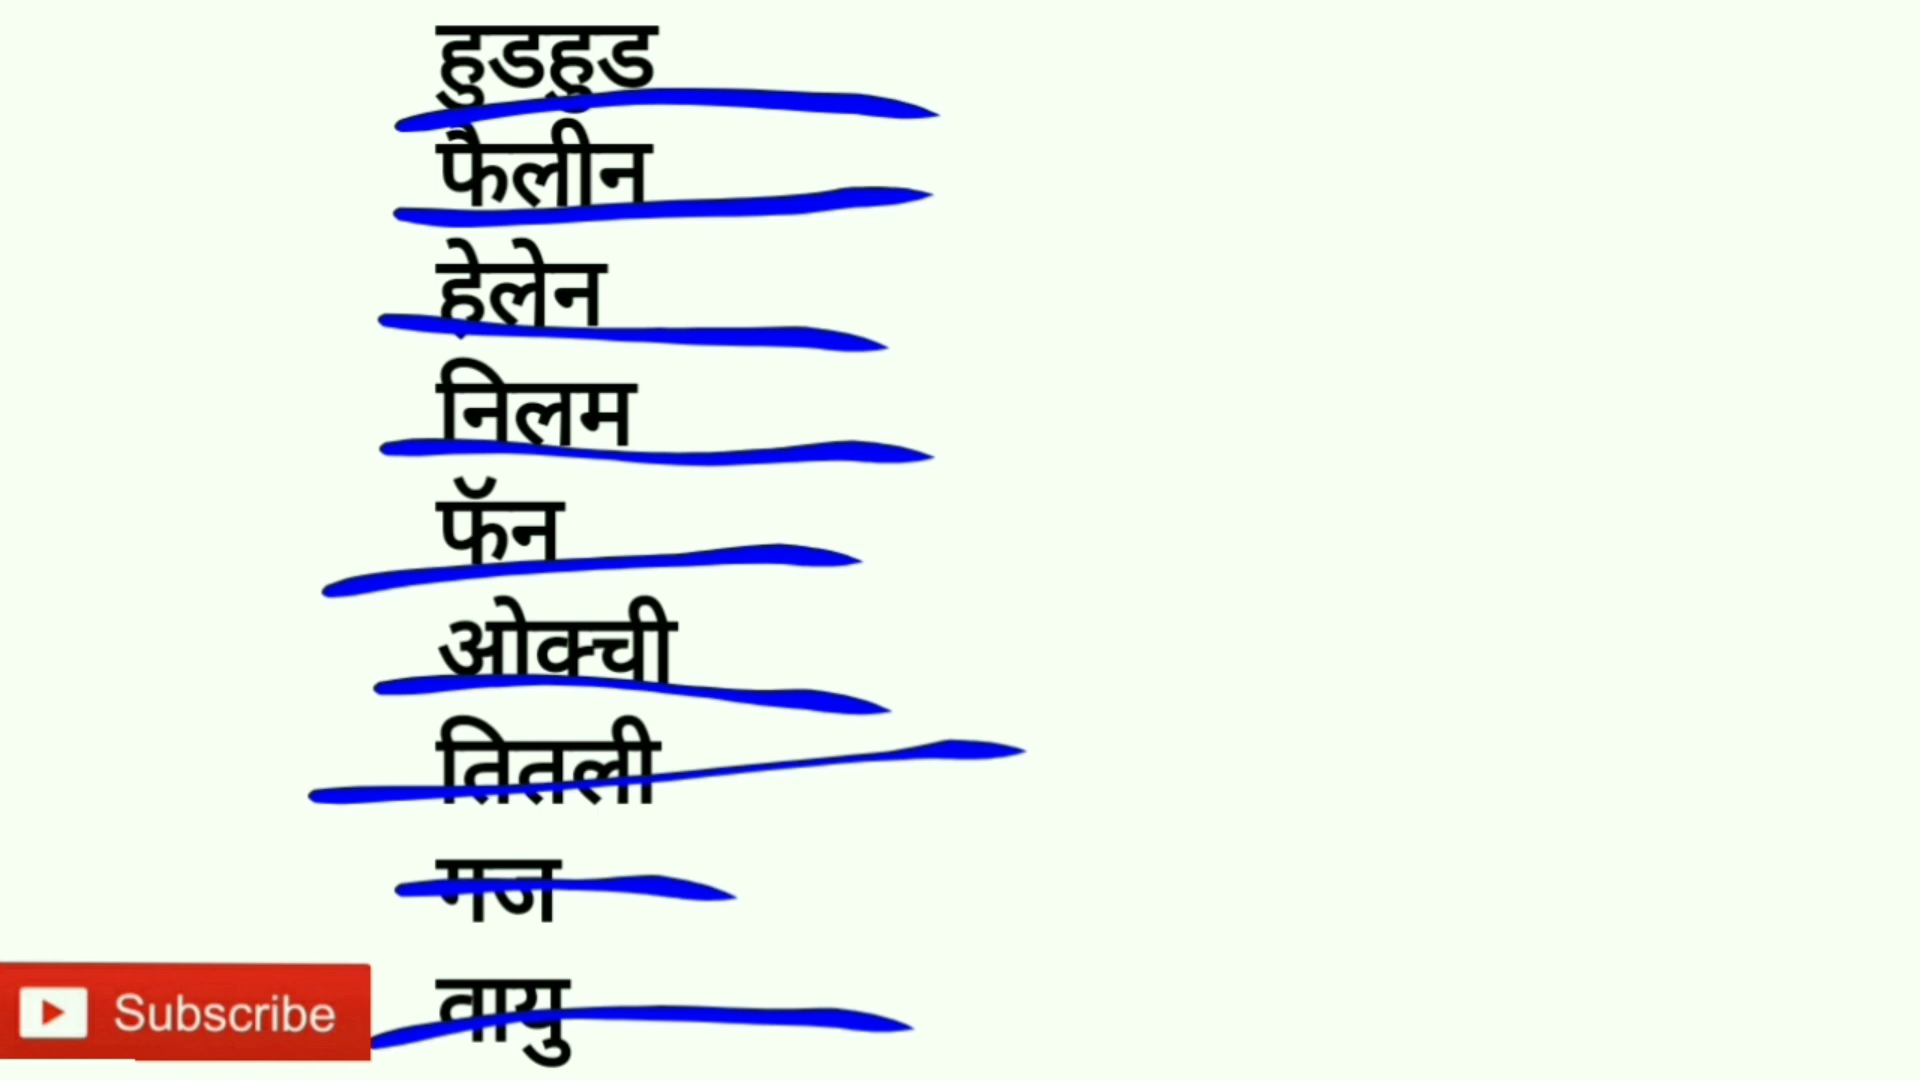 हुडहुड
फैलीन
हेलेन
निलम
फॅन
ओक्ची
तितली
गज
वायु
Subscribe